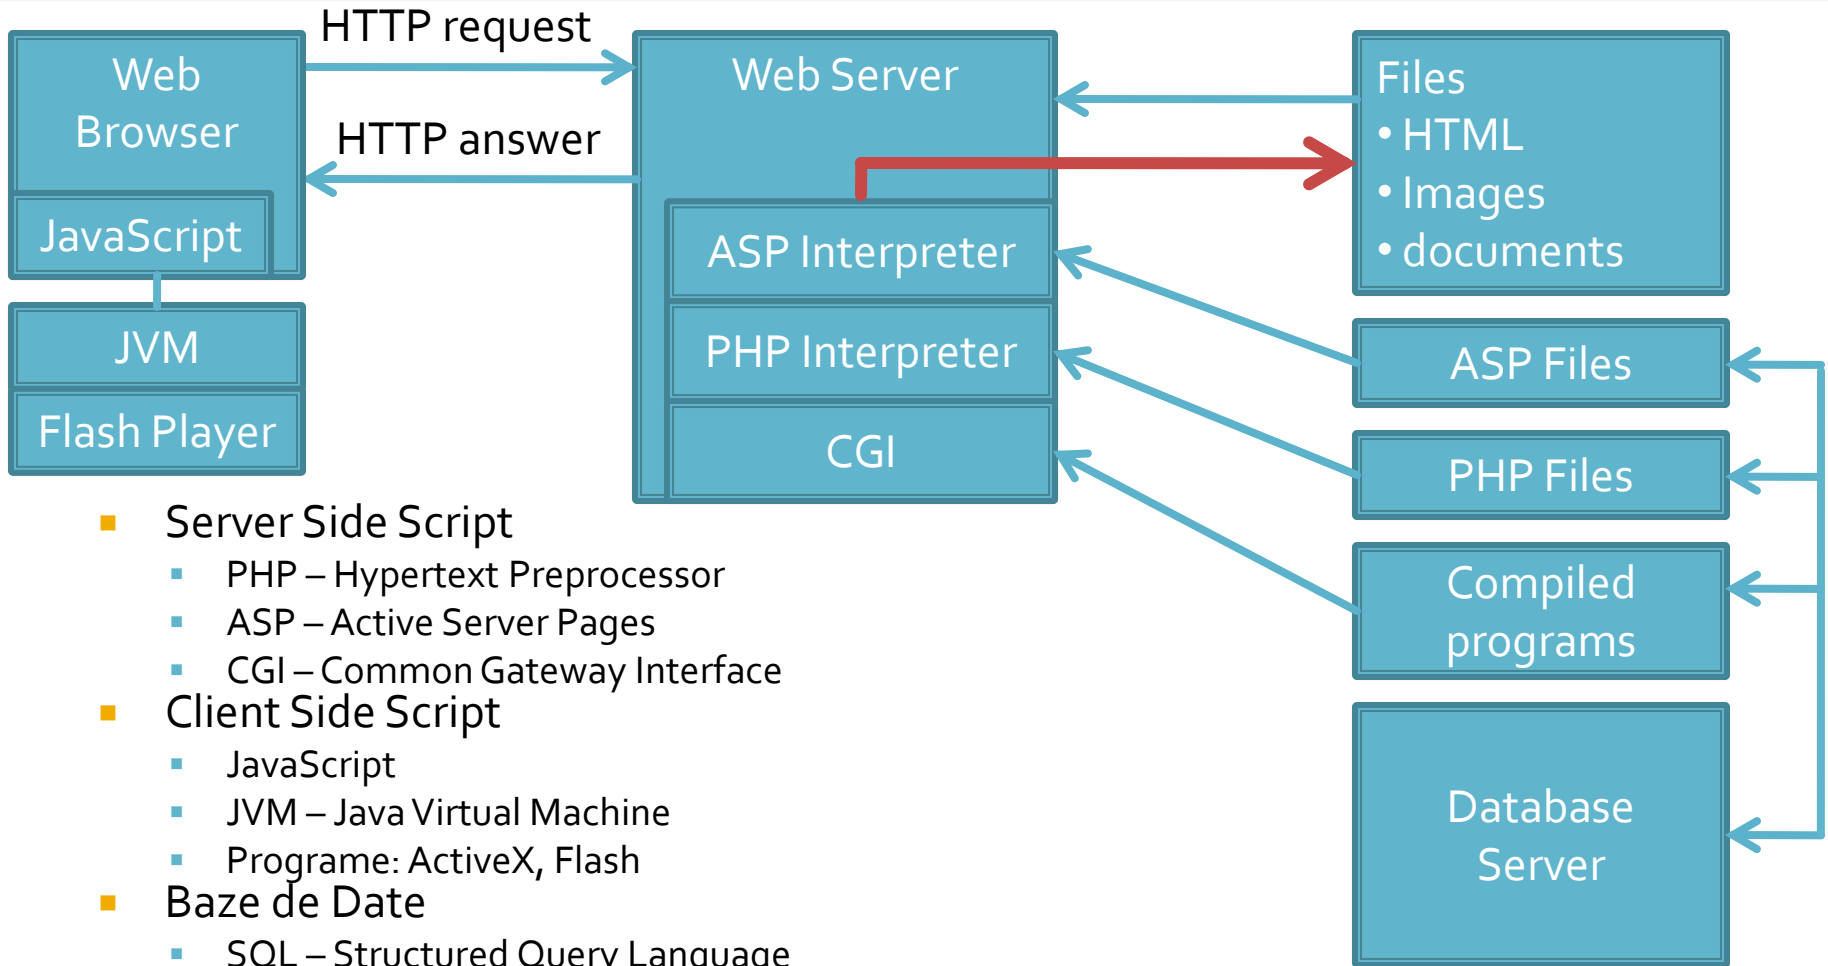 HTTP request
Web
Browser
HTTP answer
JavaScript
JVM
Flash Player
Web Server
ASP Interpreter
PHP Interpreter
CGI
Files
• HTML
• Images
• documents
ASP Files
PHP Files
Compiled
programs
Database
Server
▪ Server Side Script
▪ PHP – Hypertext Preprocessor
▪ ASP – Active Server Pages
▪ CGI – Common Gateway Interface
▪ Client Side Script
▪ JavaScript
▪ JVM – Java Virtual Machine
▪ Programe: ActiveX, Flash
▪ Baze de Date
▪ SQL – Structured Query Language